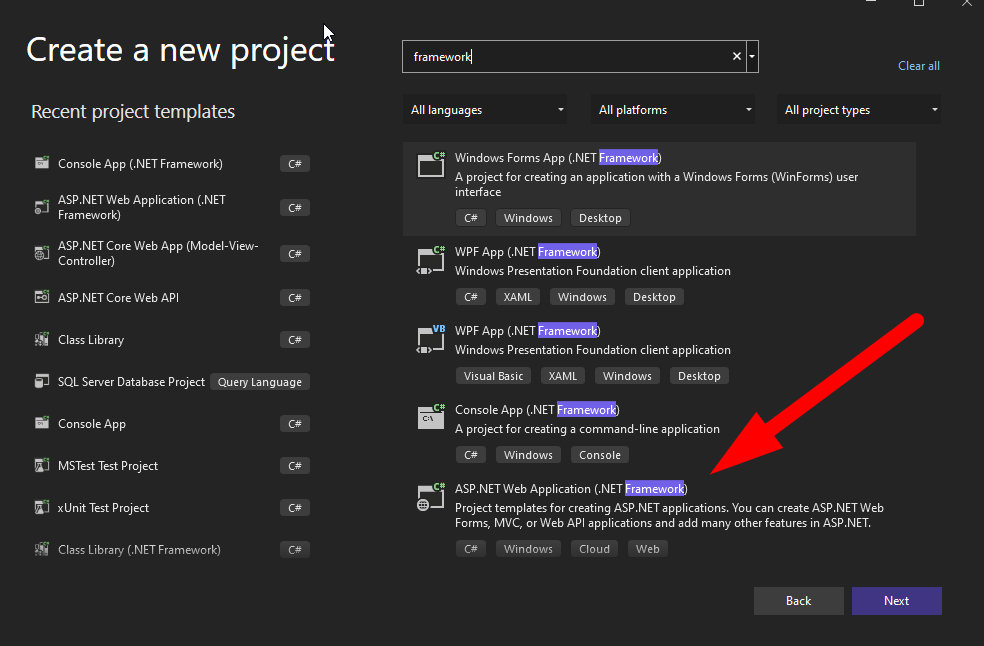 Create a new project
framework
Clear all
Recent project templates
All languages
All platforms
All project types
Console App (.NET Framework)
C#
ASP.NET Web Application (.NET
Framework)
C#
ASP.NET Core Web App (Model-View-
Controller)
C#
ASP.NET Core Web API
C#
Class Library
C#
SQL Server Database Project
Query Language
Console App
C#
MSTest Test Project
C#
xUnit Test Project
C#
Class Library (.NET Framework)
C#
C#
Windows Forms App (.NET Framework)
A project for creating an application with a Windows Forms (WinForms) user
interface
C# Windows Desktop
C#
WPF App (.NET Framework)
Windows Presentation Foundation client application
C# XAML Windows Desktop
VB
WPF App (.NET Framework)
Windows Presentation Foundation client application
Visual Basic XAML Windows Desktop
C#
C:\
Console App (.NET Framework)
A project for creating a command-line application
C# Windows Console
C#
ASP.NET Web Application (.NET Framework)
Project templates for creating ASP.NET applications. You can create ASP.NET Web
Forms, MVC, or Web API applications and add many other features in ASP.NET.
C# Windows Cloud Web
Back
Next